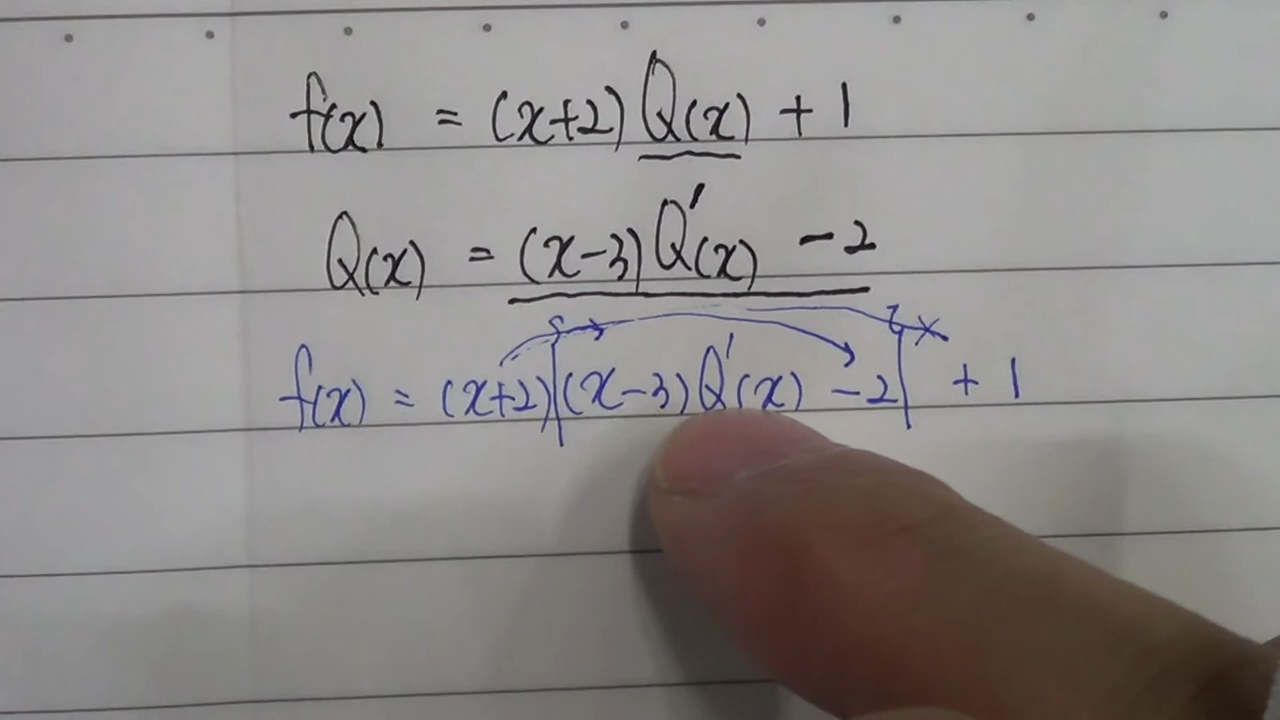 f(x) = (x+2)Q(x) + 1
Q(x) = (x-3)Q'(x) - 2
f(x) = (x+2){(x-3)Q'(x) - 2} + 1